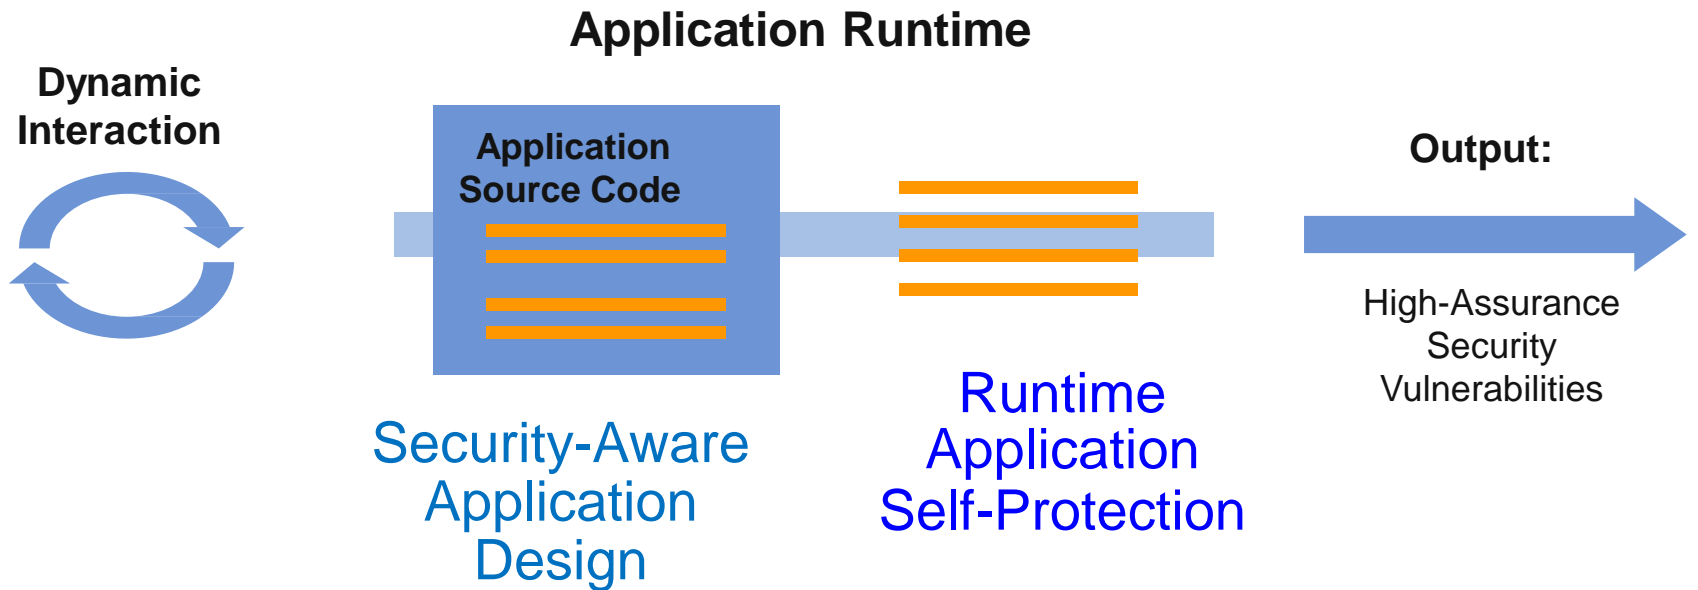 Application Runtime
Dynamic
Interaction
Application
Source Code
Output:
High-Assurance
Security
Vulnerabilities
Security-Aware
Application
Design
Runtime
Application
Self-Protection